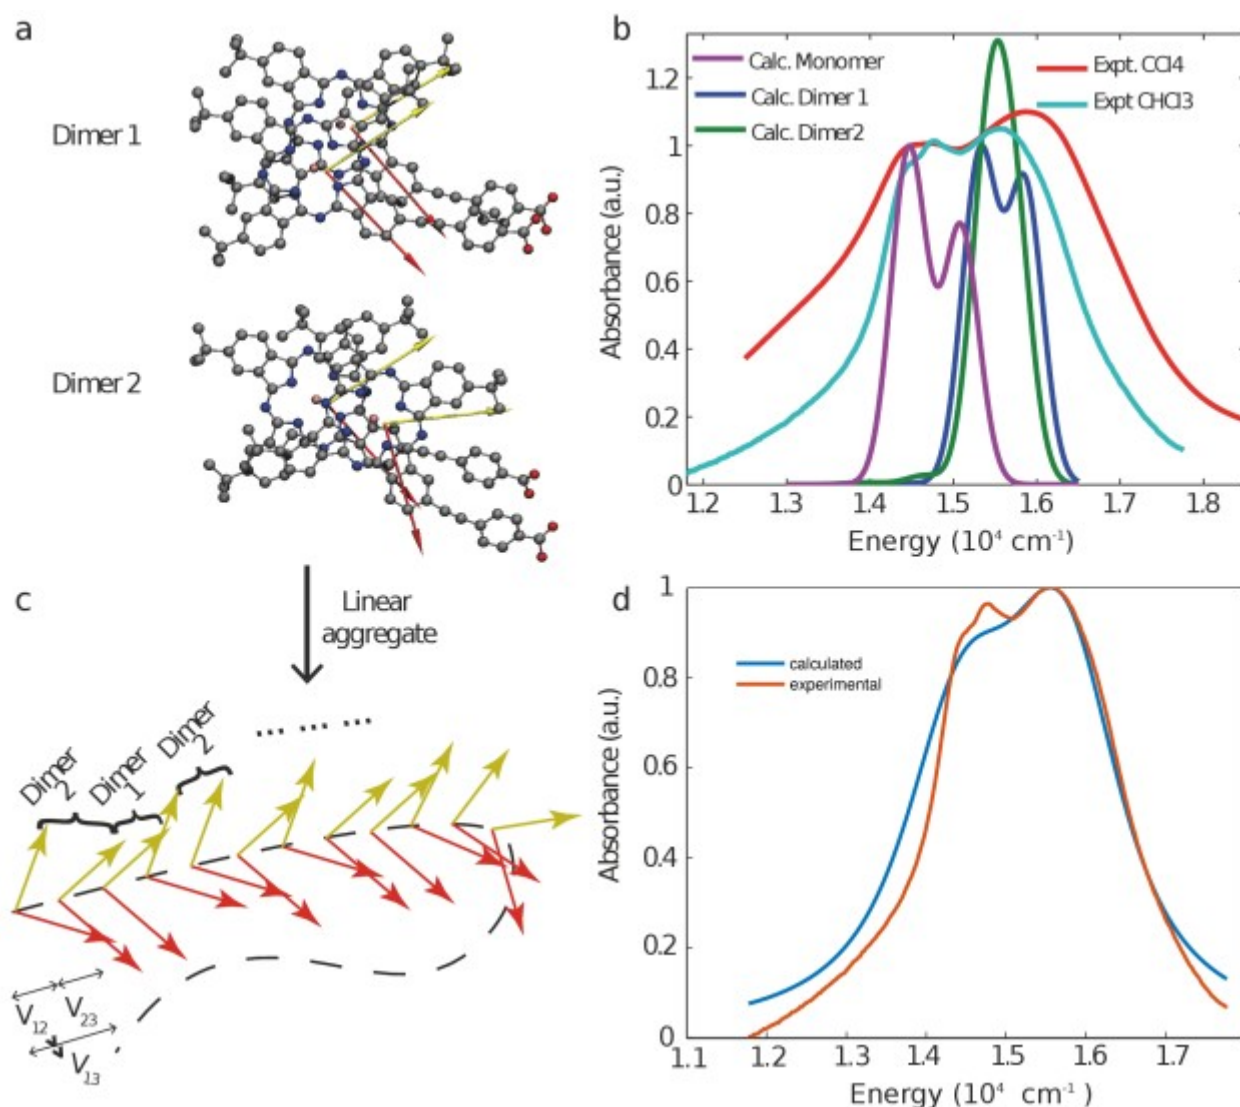 a
Dimer 1
Dimer 2
b
Calc. Monomer
Calc. Dimer 1
Calc. Dimer2
Expt. CCl4
Expt CHCl3
Absorbance (a.u.)
1.2
1
0.8
0.6
0.4
0.2
0
1.2
1.3
1.4
1.5
1.6
1.7
1.8
Energy (10⁴ cm⁻¹)
c
Linear
aggregate
Dimer
2
Dimer
1
Dimer
2
V₁₂
V₂₃
V₁₃
d
calculated
experimental
Absorbance (a.u.)
1
0.8
0.6
0.4
0.2
0
1.1
1.2
1.3
1.4
1.5
1.6
1.7
Energy (10⁴ cm⁻¹)